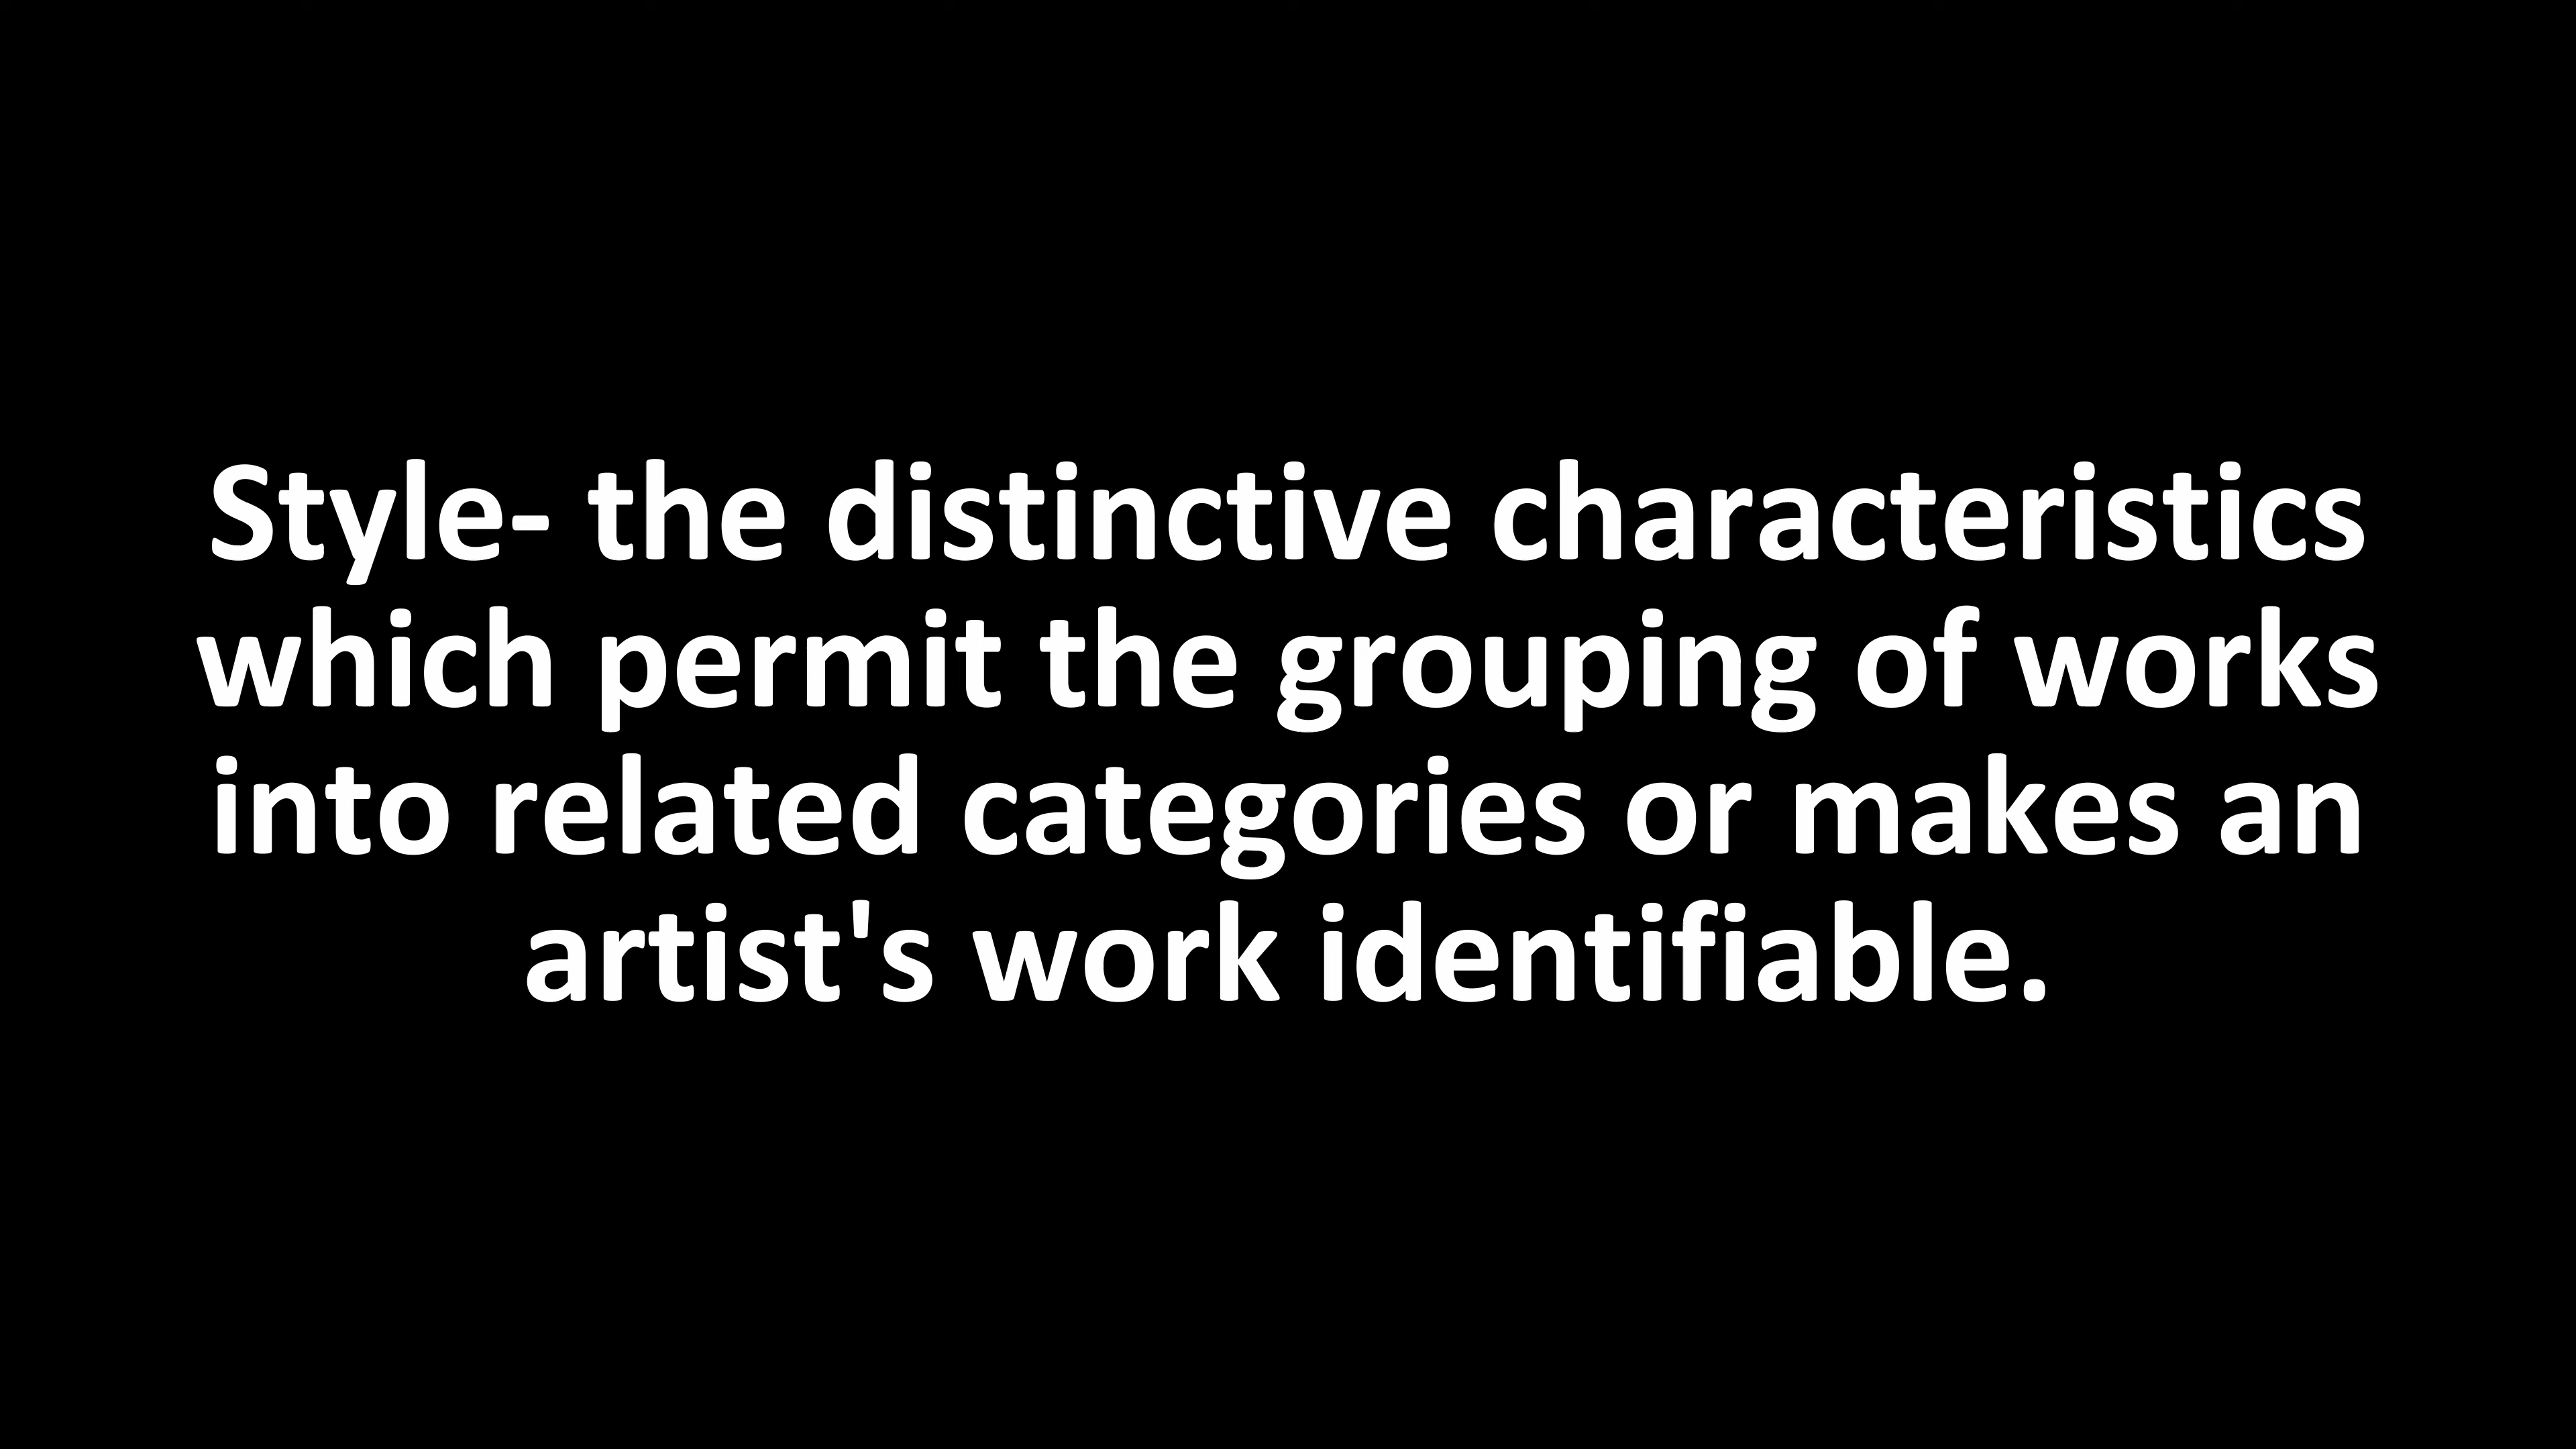 Style- the distinctive characteristics
which permit the grouping of works
into related categories or makes an
artist's work identifiable.